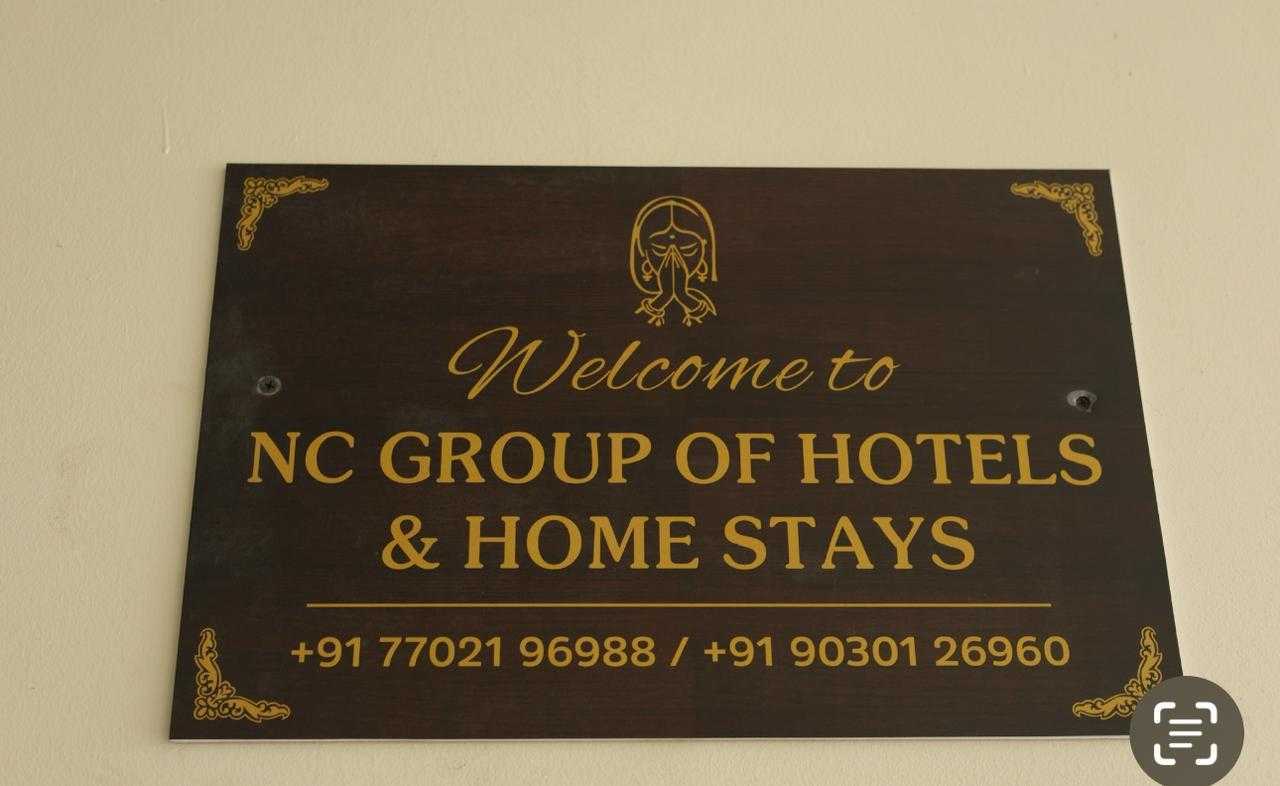 Welcome to
NC GROUP OF HOTELS
& HOME STAYS
+91 77021 96988 / +91 90301 26960